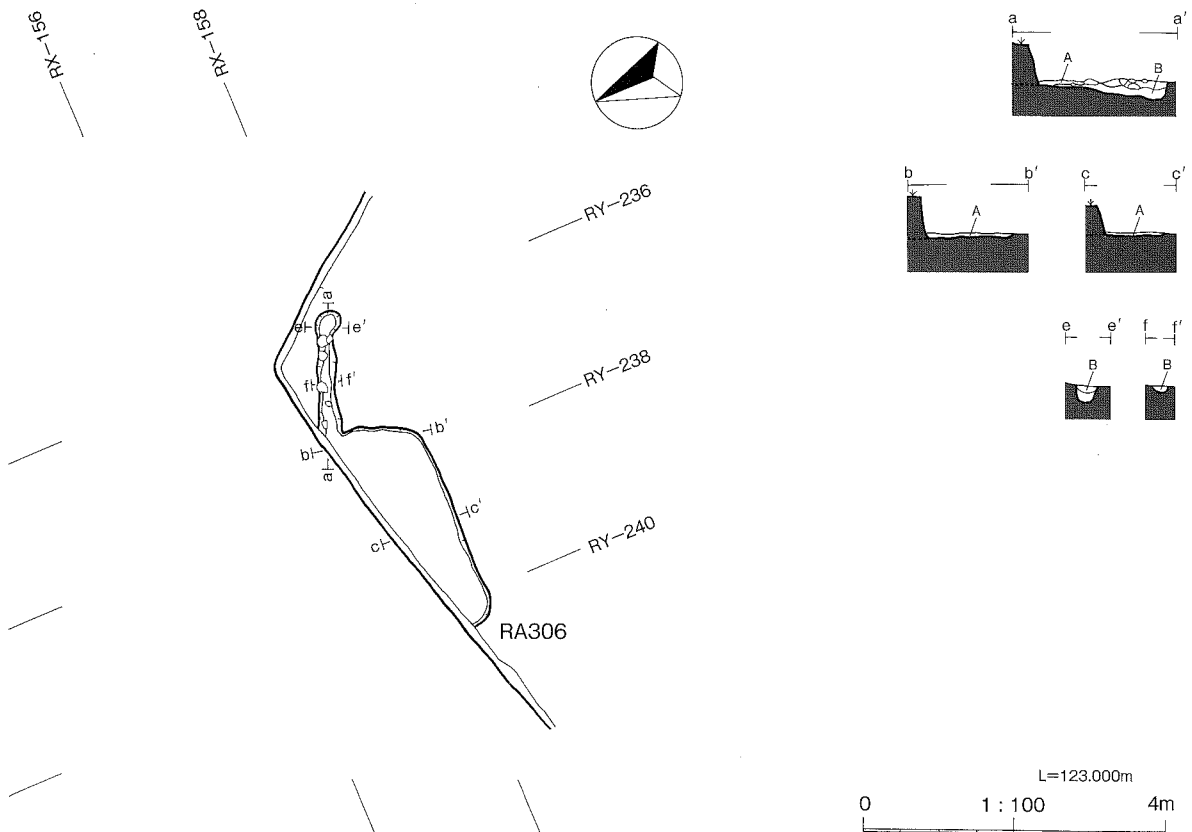 RX-156
RX-158
RY-236
RY-238
RY-240
a
e e'
f f'
b b'
a
c c'
RA306
a a'
A B
b b'
A
c c'
A
e e'
B
f f'
B
L=123.000m
0 1 : 100 4m